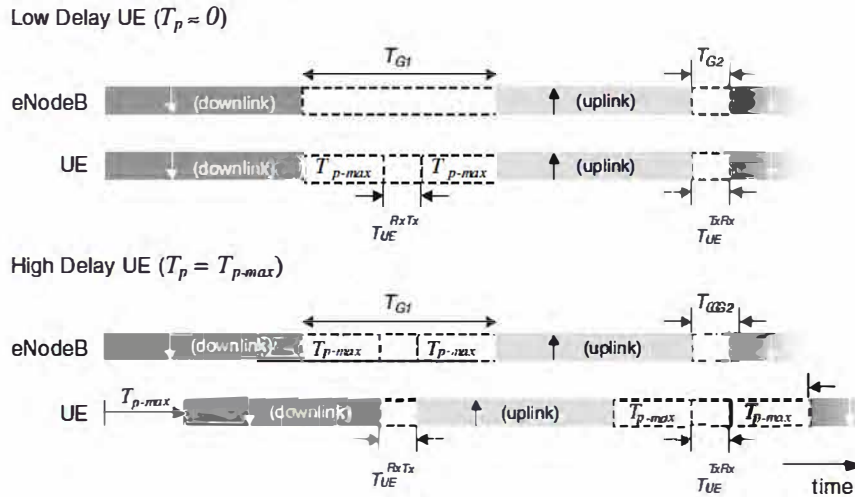 Low Delay UE (Tp ≈ 0)
TG1
TG2
eNodeB (downlink) (uplink)
UE (downlink) Tp-max Tp-max (uplink)
TUE RxTx
TUE TxRx
High Delay UE (Tp = Tp-max)
TG1
eNodeB (downlink) Tp-max Tp-max (uplink)
UE Tp-max (downlink) (uplink) Tp-max Tp-max
TUE RxTx
TUE TxRx
time